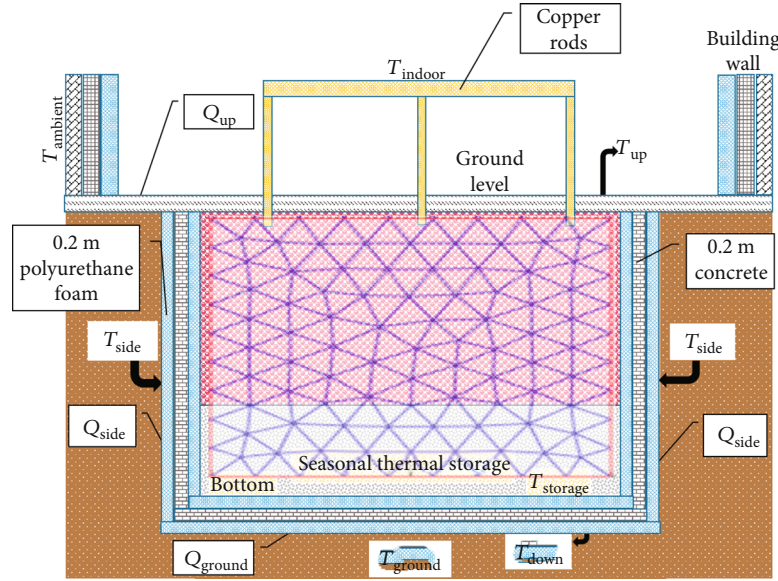 Copper
rods
Building
wall
T_indoor
T_ambient
Q_up
Ground
level
T_up
0.2 m
polyurethane
foam
0.2 m
concrete
T_side
T_side
Q_side
Q_side
Seasonal thermal storage
Bottom
T_storage
Q_ground
T_ground
T_down